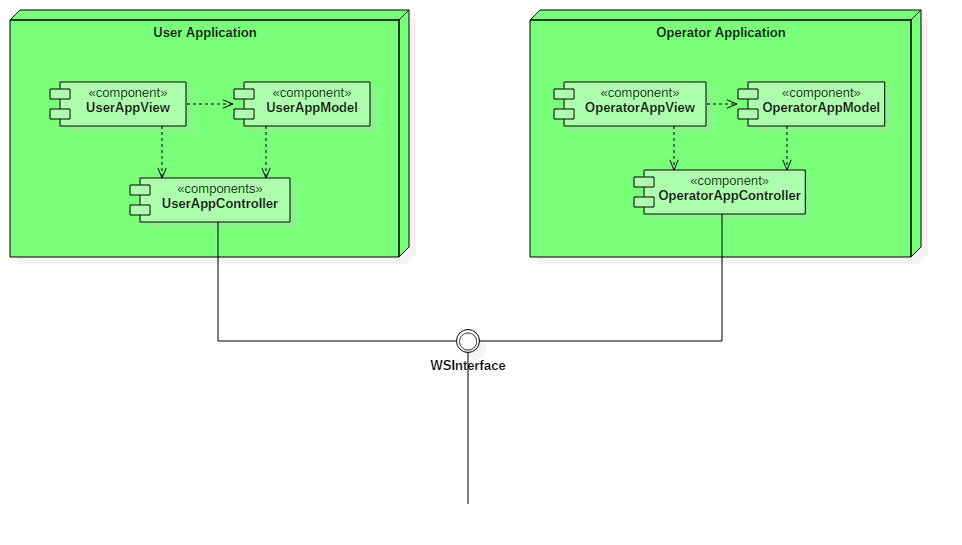 User Application
«component»
UserAppView
«component»
UserAppModel
«components»
UserAppController
Operator Application
«component»
OperatorAppView
«component»
OperatorAppModel
«component»
OperatorAppController
WSInterface